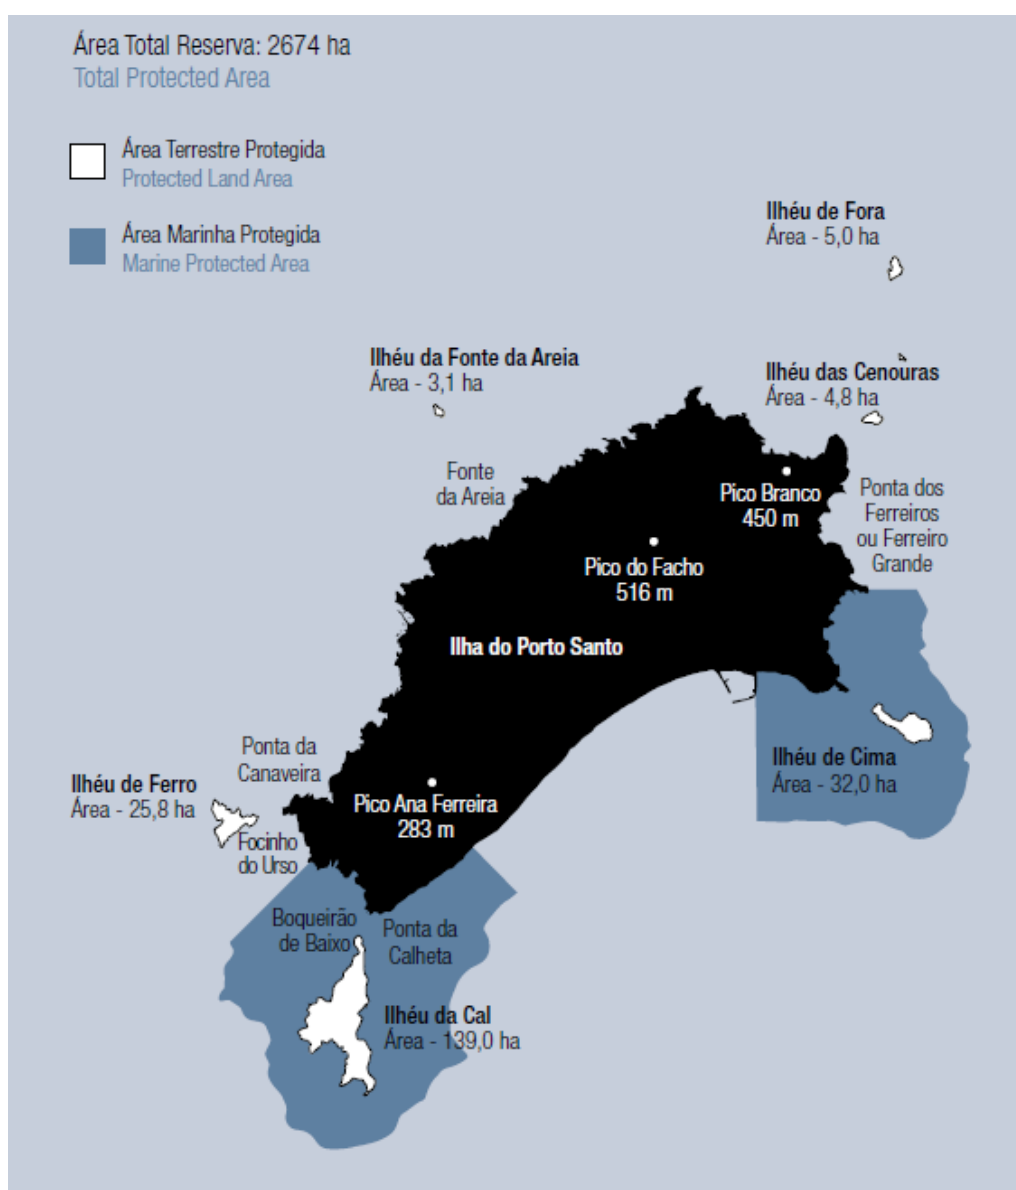 Área Total Reserva: 2674 ha
Total Protected Area
Área Terrestre Protegida
Protected Land Area
Área Marinha Protegida
Marine Protected Area
Ilhéu de Fora
Área - 5,0 ha
Ilhéu da Fonte da Areia
Área - 3,1 ha
Ilhéu das Cenouras
Área - 4,8 ha
Fonte
da Areia
Pico Branco
450 m
Ponta dos
Ferreiros
ou Ferreiro
Grande
Pico do Facho
516 m
Ilha do Porto Santo
Ponta da
Canaveira
Ilhéu de Ferro
Área - 25,8 ha
Pico Ana Ferreira
283 m
Ilhéu de Cima
Área - 32,0 ha
Focinho
do Urso
Boqueirão
de Baixo
Ponta da
Calheta
Ilhéu da Cal
Área - 139,0 ha